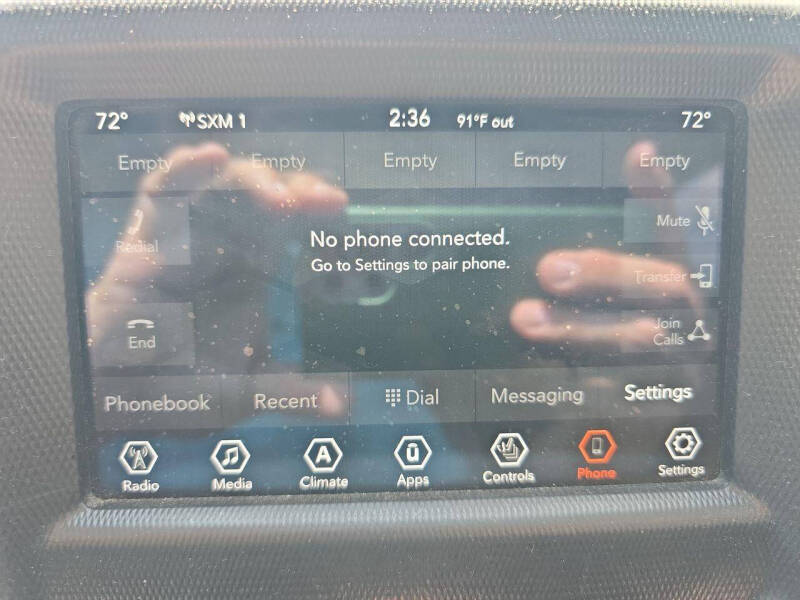 72° SXM 1 2:36 91°F out 72°
Empty Empty Empty Empty Empty
Redial
Mute
No phone connected.
Go to Settings to pair phone.
Transfer
End
Join
Calls
Phonebook Recent Dial Messaging Settings
A ū
Radio Media Climate Apps Controls Phone Settings